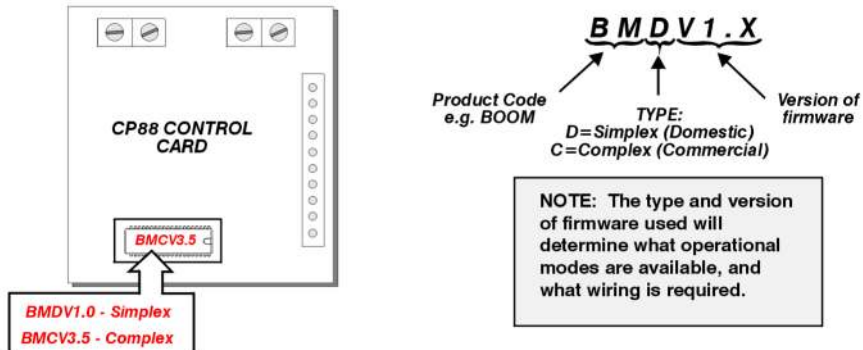 CP88 CONTROL
CARD
BMCV3.5
BMDV1.0 - Simplex
BMCV3.5 - Complex
B M D V 1 . X
Product Code
e.g. BOOM
TYPE:
D=Simplex (Domestic)
C=Complex (Commercial)
Version of
firmware
NOTE: The type and version
of firmware used will
determine what operational
modes are available, and
what wiring is required.